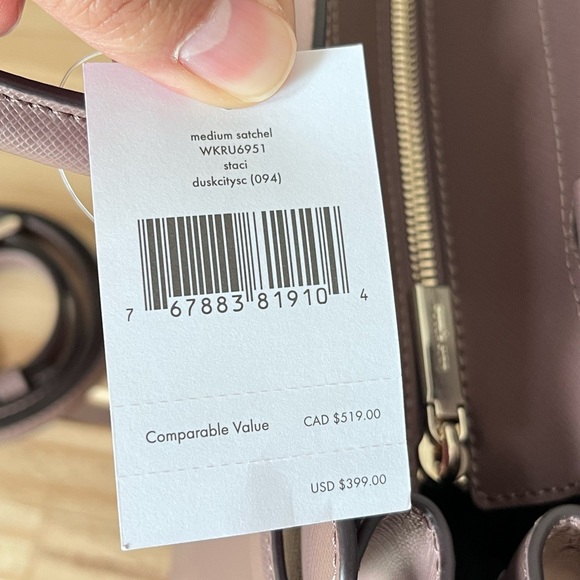 medium satchel
WKRU6951
staci
duskcitysc (094)
7 67883 81910 4
Comparable Value CAD $519.00
USD $399.00